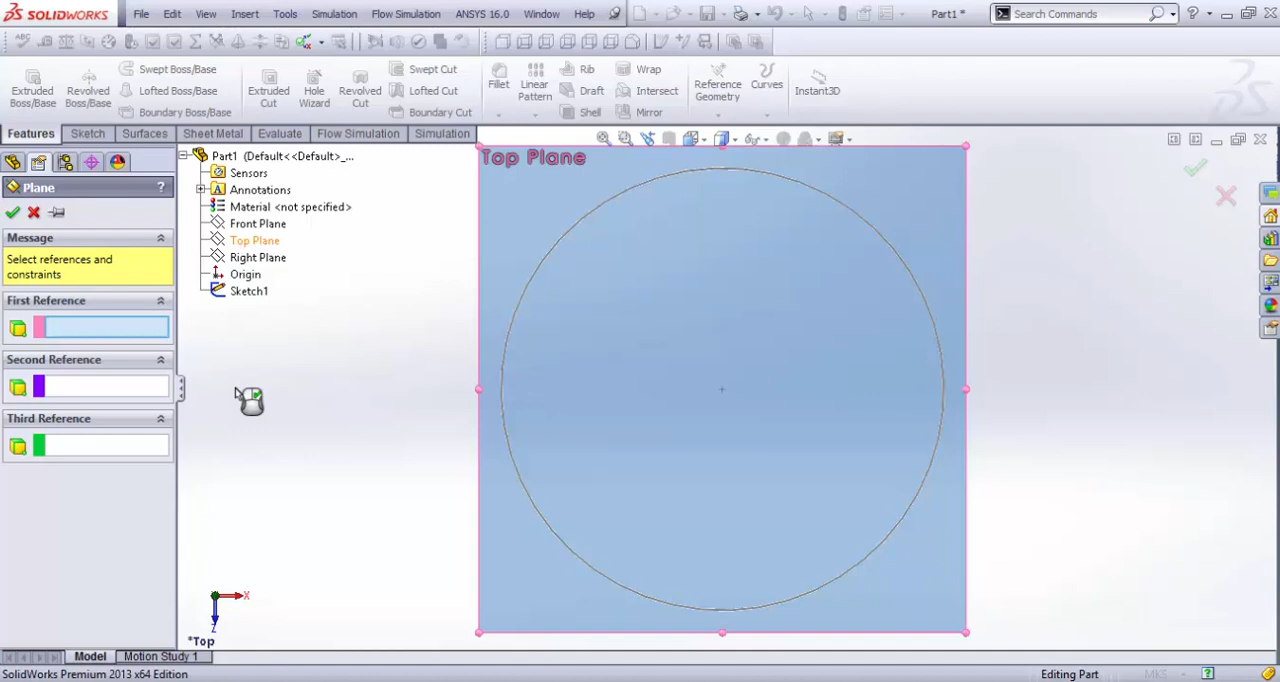 SOLIDWORKS File Edit View Insert Tools Simulation Flow Simulation ANSYS 16.0 Window Help Part1 * Search Commands
Extruded Boss/Base Revolved Boss/Base Swept Boss/Base Lofted Boss/Base Boundary Boss/Base Extruded Cut Hole Wizard Revolved Cut Swept Cut Lofted Cut Boundary Cut Fillet Linear Pattern Rib Draft Shell Wrap Intersect Mirror Reference Geometry Curves Instant3D
Features Sketch Surfaces Sheet Metal Evaluate Flow Simulation Simulation
Part1 (Default<<Default>_...
Top Plane
Sensors
Plane ?
Annotations
Material <not specified>
Front Plane
Message
Top Plane
Select references and
constraints
Right Plane
Origin
Sketch1
First Reference
Second Reference
Third Reference
X
Z
*Top
Model Motion Study 1
SolidWorks Premium 2013 x64 Edition Editing Part MKS ?